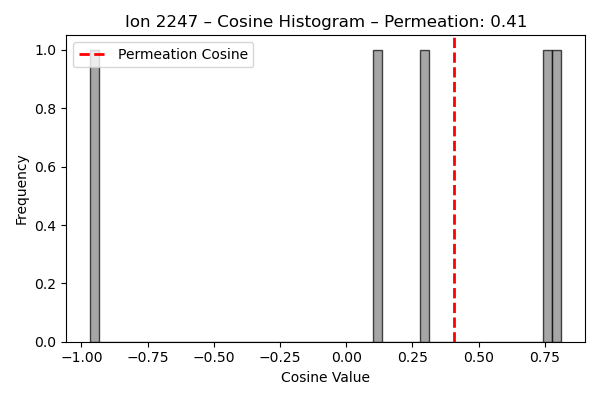 Ion 2247 – Cosine Histogram – Permeation: 0.41
Permeation Cosine
1.0
0.8
0.6
0.4
0.2
0.0
Frequency
−1.00 −0.75 −0.50 −0.25 0.00 0.25 0.50 0.75
Cosine Value